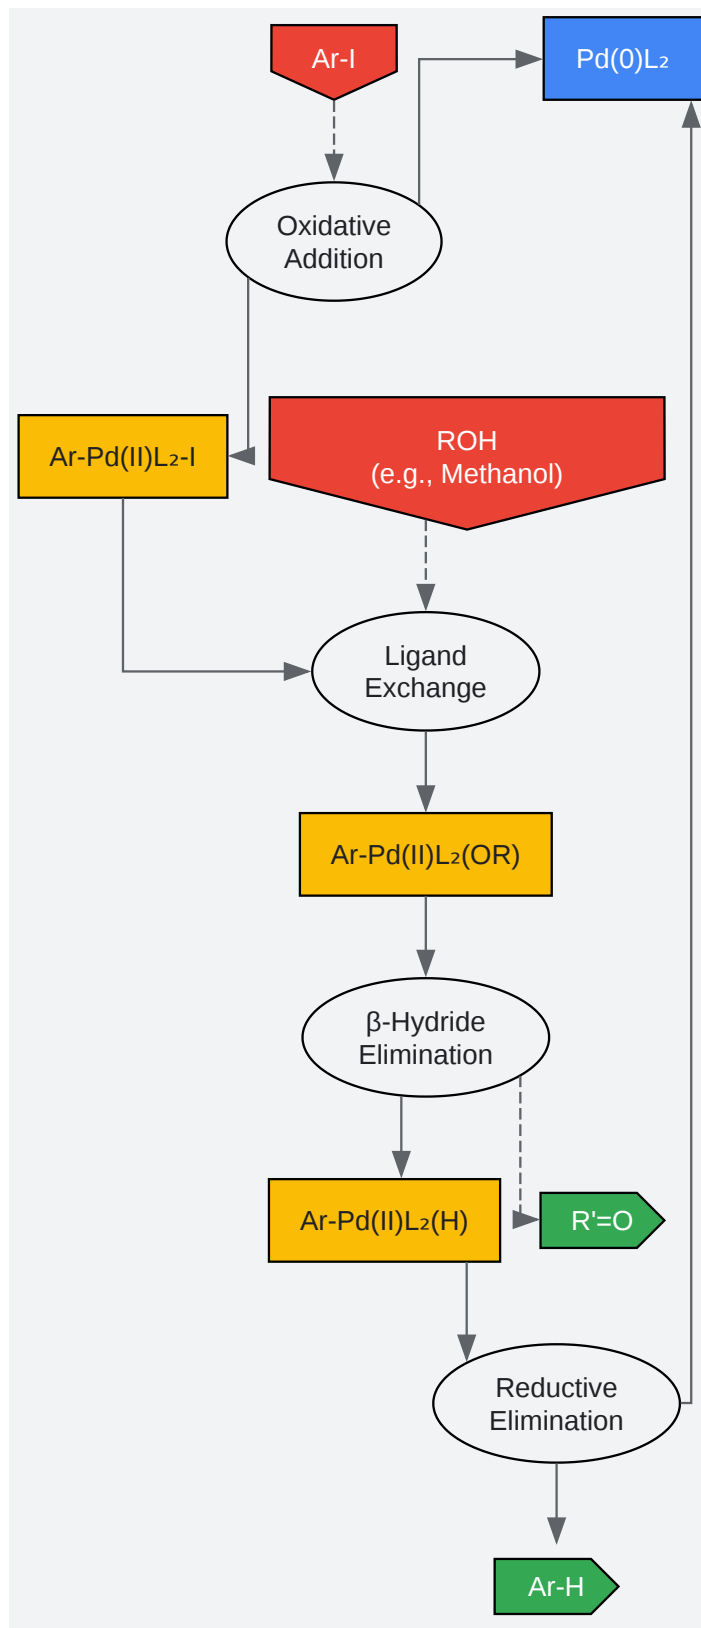 Ar-I
Pd(0)L₂
Oxidative
Addition
Ar-Pd(II)L₂-I
ROH
(e.g., Methanol)
Ligand
Exchange
Ar-Pd(II)L₂(OR)
β-Hydride
Elimination
Ar-Pd(II)L₂(H)
R'=O
Reductive
Elimination
Ar-H